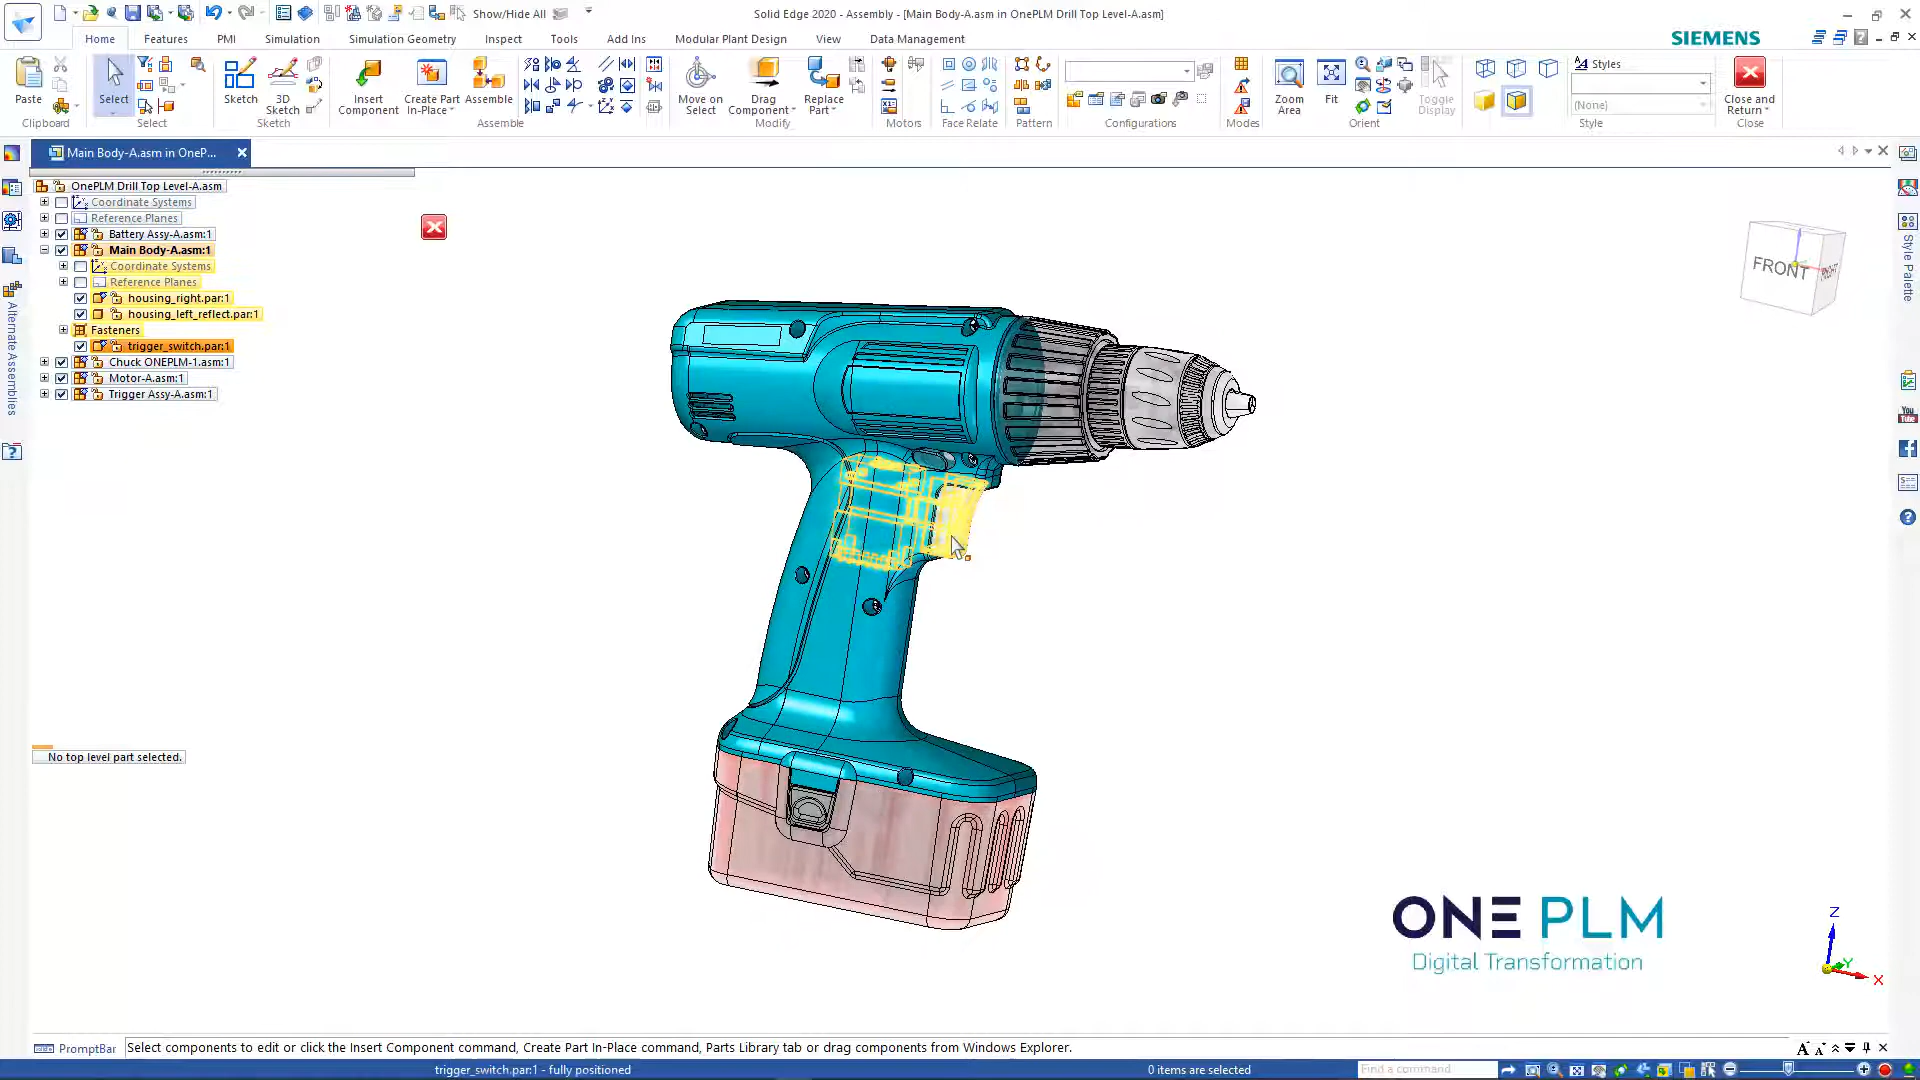 Show/Hide All
Solid Edge 2020 - Assembly - [Main Body-A.asm in OnePLM Drill Top Level-A.asm]
Home Features PMI Simulation Simulation Geometry Inspect Tools Add Ins Modular Plant Design View Data Management
SIEMENS
Paste
Clipboard
Select
Select
Sketch
3D Sketch
Sketch
Insert Component
Create Part In-Place
Assemble
Assemble
Move on Select
Drag Component
Replace Part
Modify
Motors
Face Relate
Pattern
Configurations
Modes
Zoom Area
Fit
Orient
Toggle Display
Styles
(None)
Style
Close and Return
Close
Main Body-A.asm in OneP...
OnePLM Drill Top Level-A.asm
Coordinate Systems
Reference Planes
Battery Assy-A.asm:1
Main Body-A.asm:1
Coordinate Systems
Reference Planes
housing_right.par:1
housing_left_reflect.par:1
Fasteners
trigger_switch.par:1
Chuck ONEPLM-1.asm:1
Motor-A.asm:1
Trigger Assy-A.asm:1
Alternate Assemblies
No top level part selected.
FRONT
RIGHT
Style Palette
You Tube
ONE PLM
Digital Transformation
Z
Y
X
PromptBar
Select components to edit or click the Insert Component command, Create Part In-Place command, Parts Library tab or drag components from Windows Explorer.
trigger_switch.par:1 - fully positioned
0 items are selected
Find a command